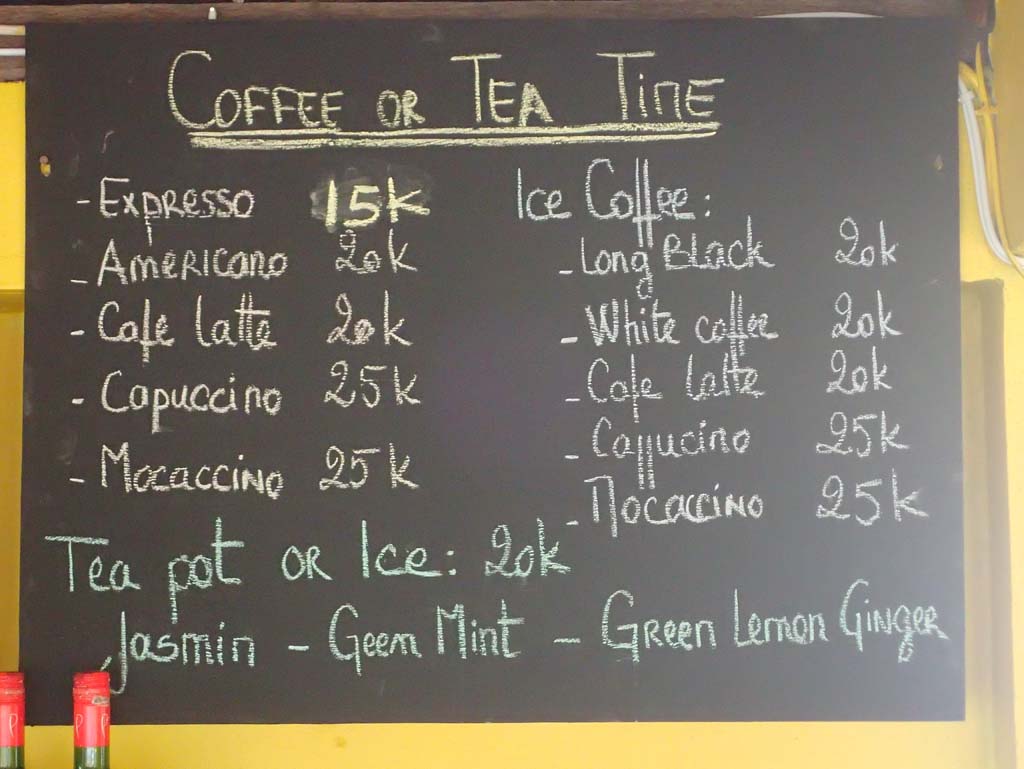 COFFEE OR TEA TIME
- EXPRESSO 15K
- AMERICANO 20K
- Cafe latte 20K
- Capuccino 25K
- Mocaccino 25K
Ice Coffee:
- Long Black 20K
- White coffee 20K
- Cafe latte 20K
- Cappucino 25K
- Mocaccino 25K
Tea pot OR Ice: 20K
Jasmin - Geen Mint - GREEN Lemon GINGER